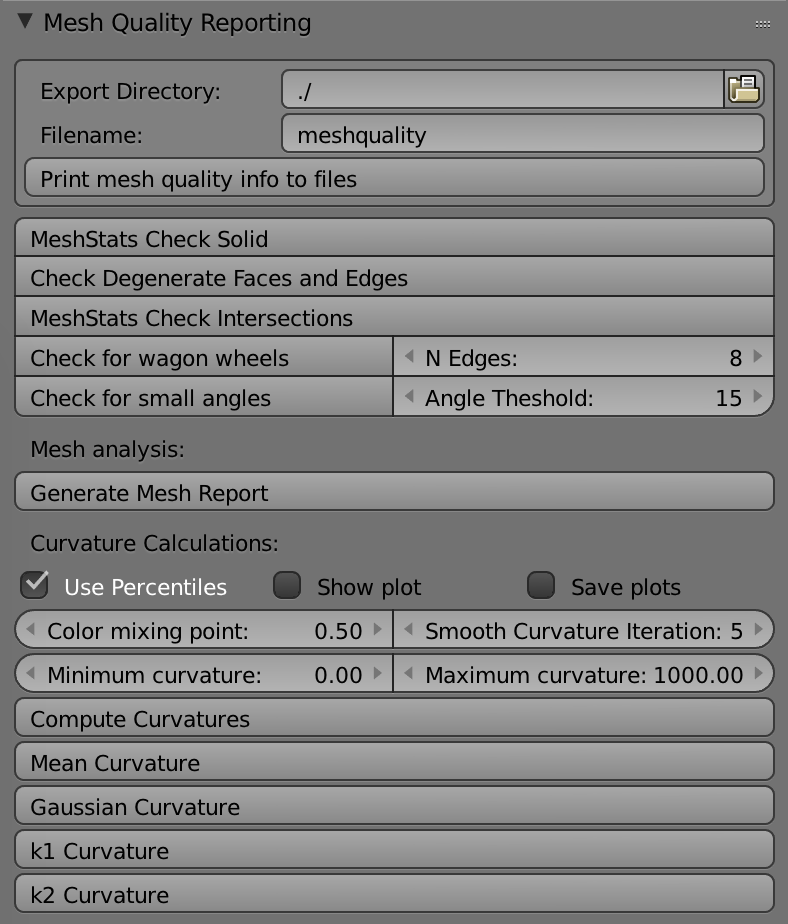 Mesh Quality Reporting
Export Directory: ./
Filename: meshquality
Print mesh quality info to files
MeshStats Check Solid
Check Degenerate Faces and Edges
MeshStats Check Intersections
Check for wagon wheels N Edges: 8
Check for small angles Angle Theshold: 15
Mesh analysis:
Generate Mesh Report
Curvature Calculations:
Use Percentiles Show plot Save plots
Color mixing point: 0.50 Smooth Curvature Iteration: 5
Minimum curvature: 0.00 Maximum curvature: 1000.00
Compute Curvatures
Mean Curvature
Gaussian Curvature
k1 Curvature
k2 Curvature